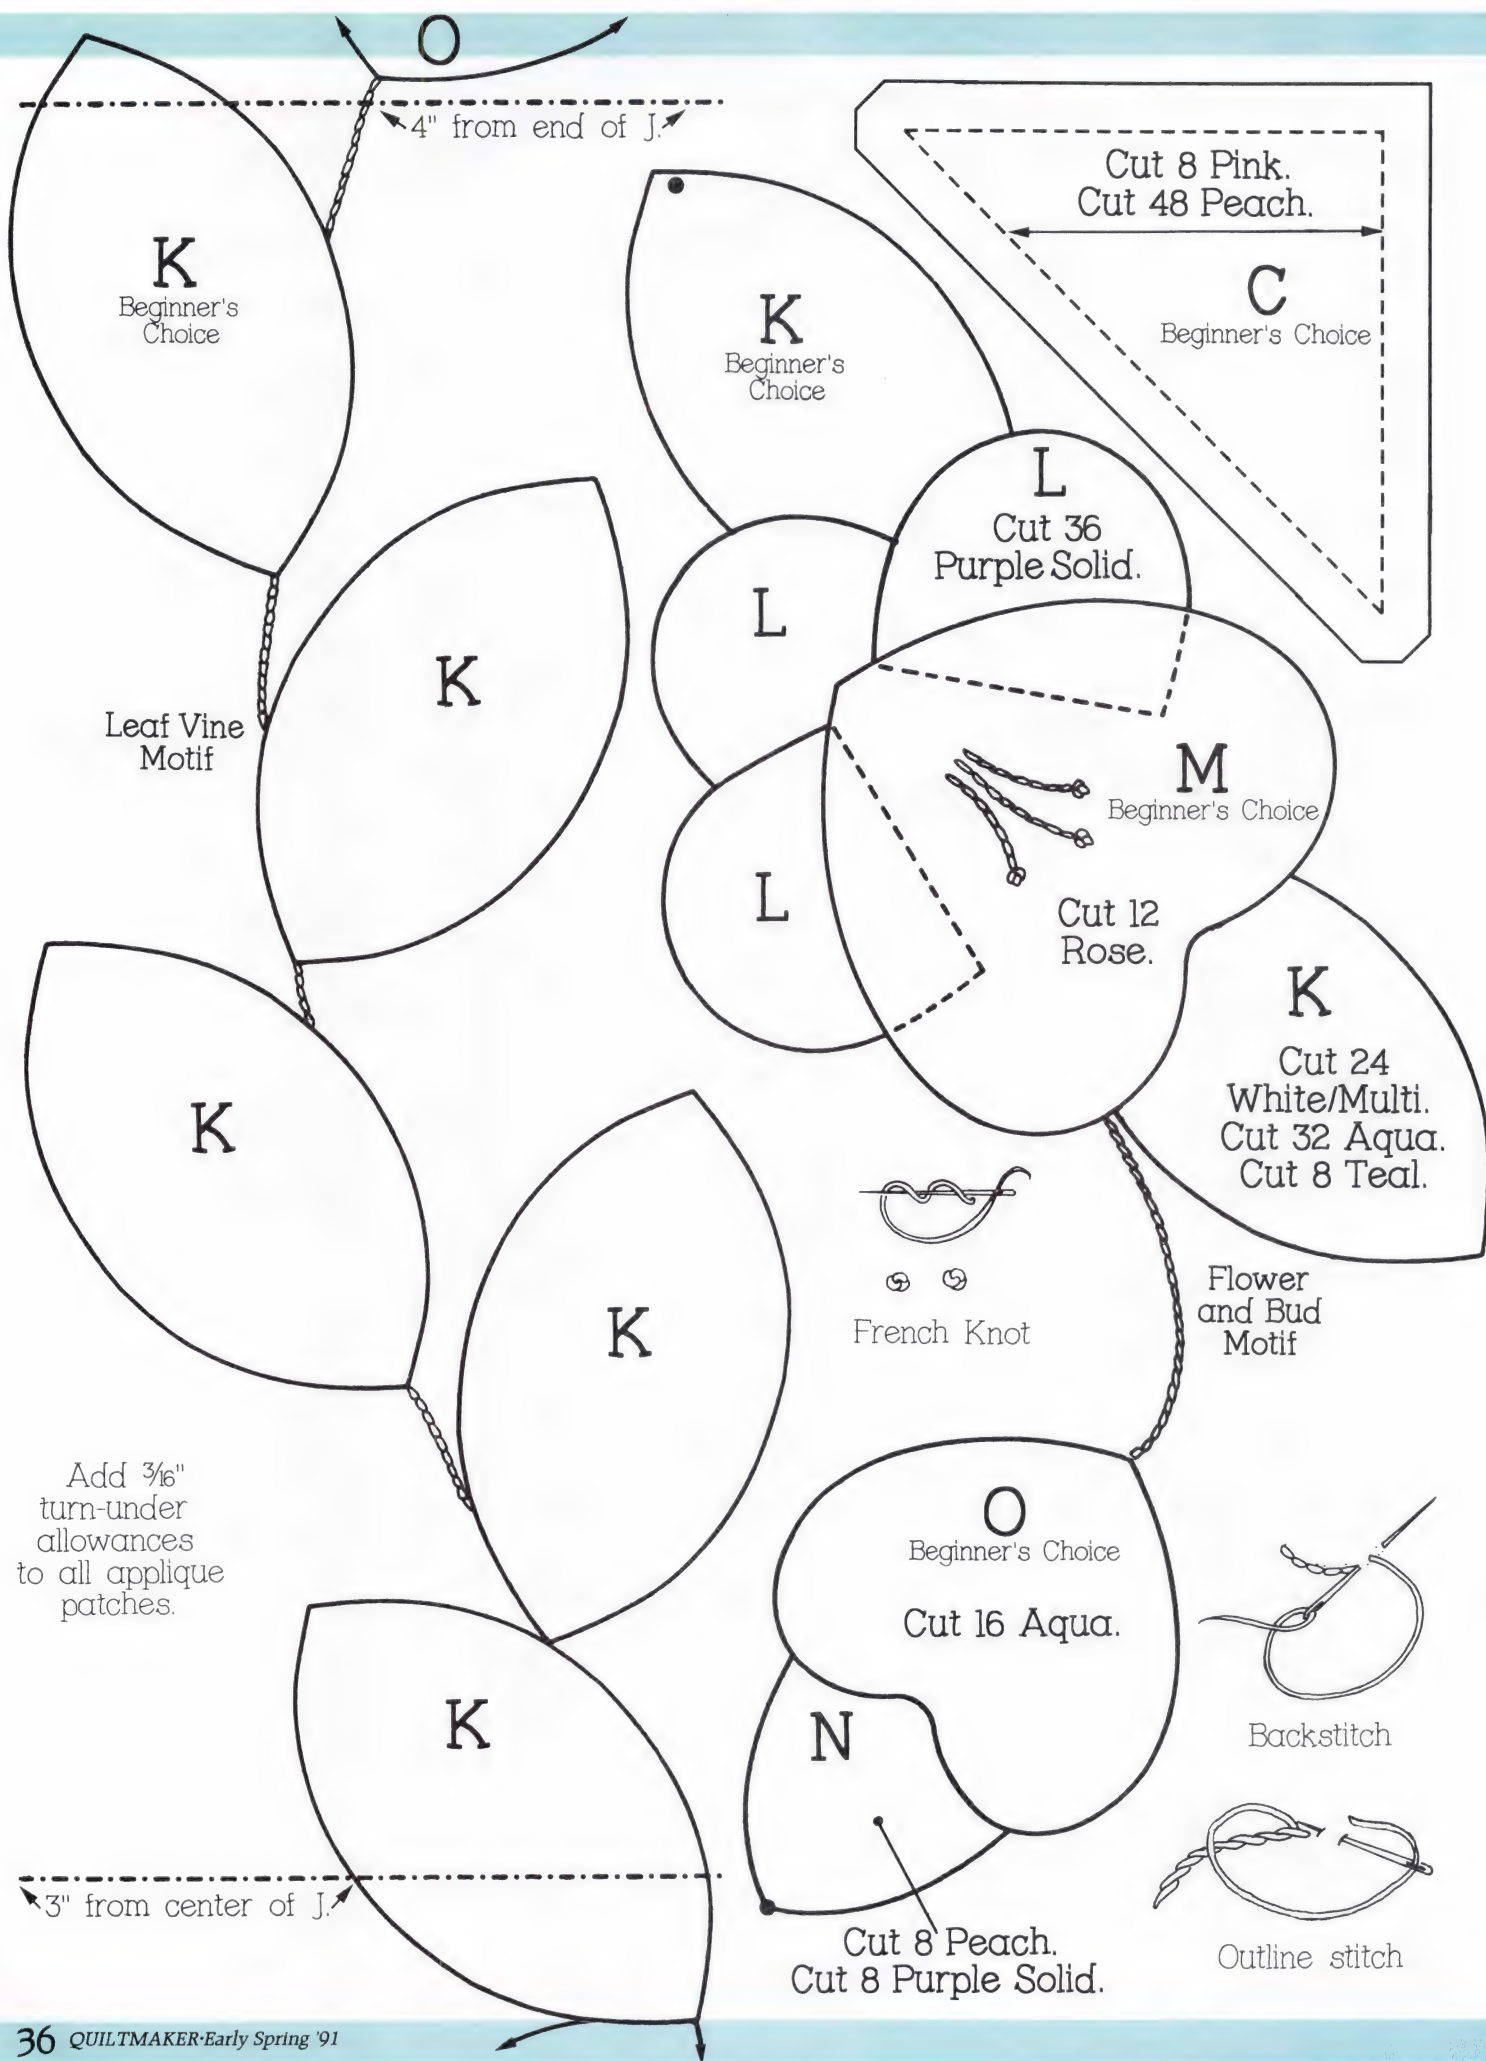 O
4" from end of J.
K
Beginner's
Choice
Cut 8 Pink.
Cut 48 Peach.
C
Beginner's Choice
K
Beginner's
Choice
L
Cut 36
Purple Solid.
L
K
Leaf Vine
Motif
M
Beginner's Choice
L
Cut 12
Rose.
K
Cut 24
White/Multi.
Cut 32 Aqua.
Cut 8 Teal.
K
French Knot
Flower
and Bud
Motif
K
Add 3/16"
turn-under
allowances
to all applique
patches.
O
Beginner's Choice
Cut 16 Aqua.
K
N
Backstitch
3" from center of J.
Cut 8 Peach.
Cut 8 Purple Solid.
Outline stitch
36 QUILTMAKER·Early Spring '91